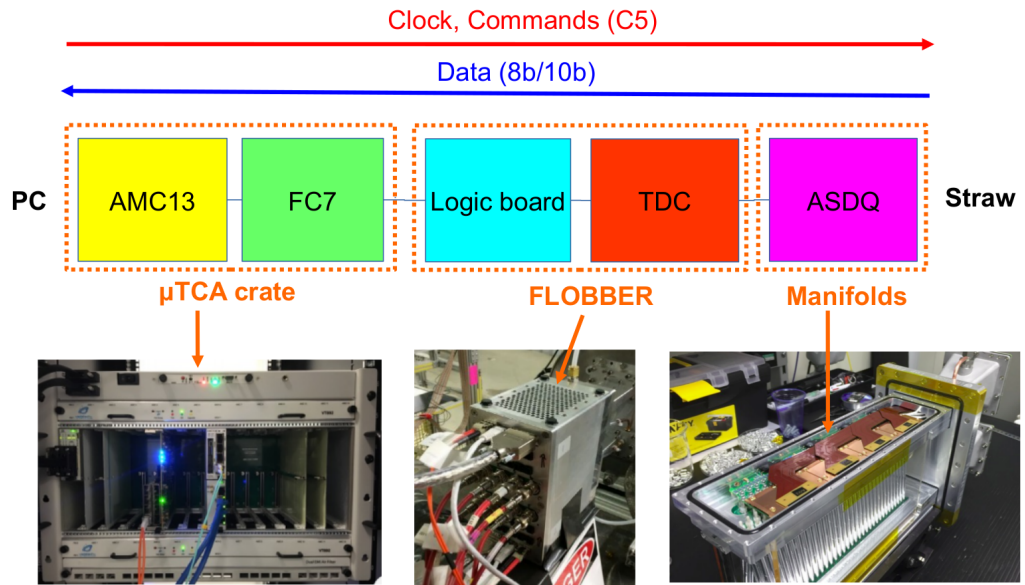 Clock, Commands (C5)
Data (8b/10b)
PC
AMC13
FC7
Logic board
TDC
ASDQ
Straw
µTCA crate
FLOBBER
Manifolds